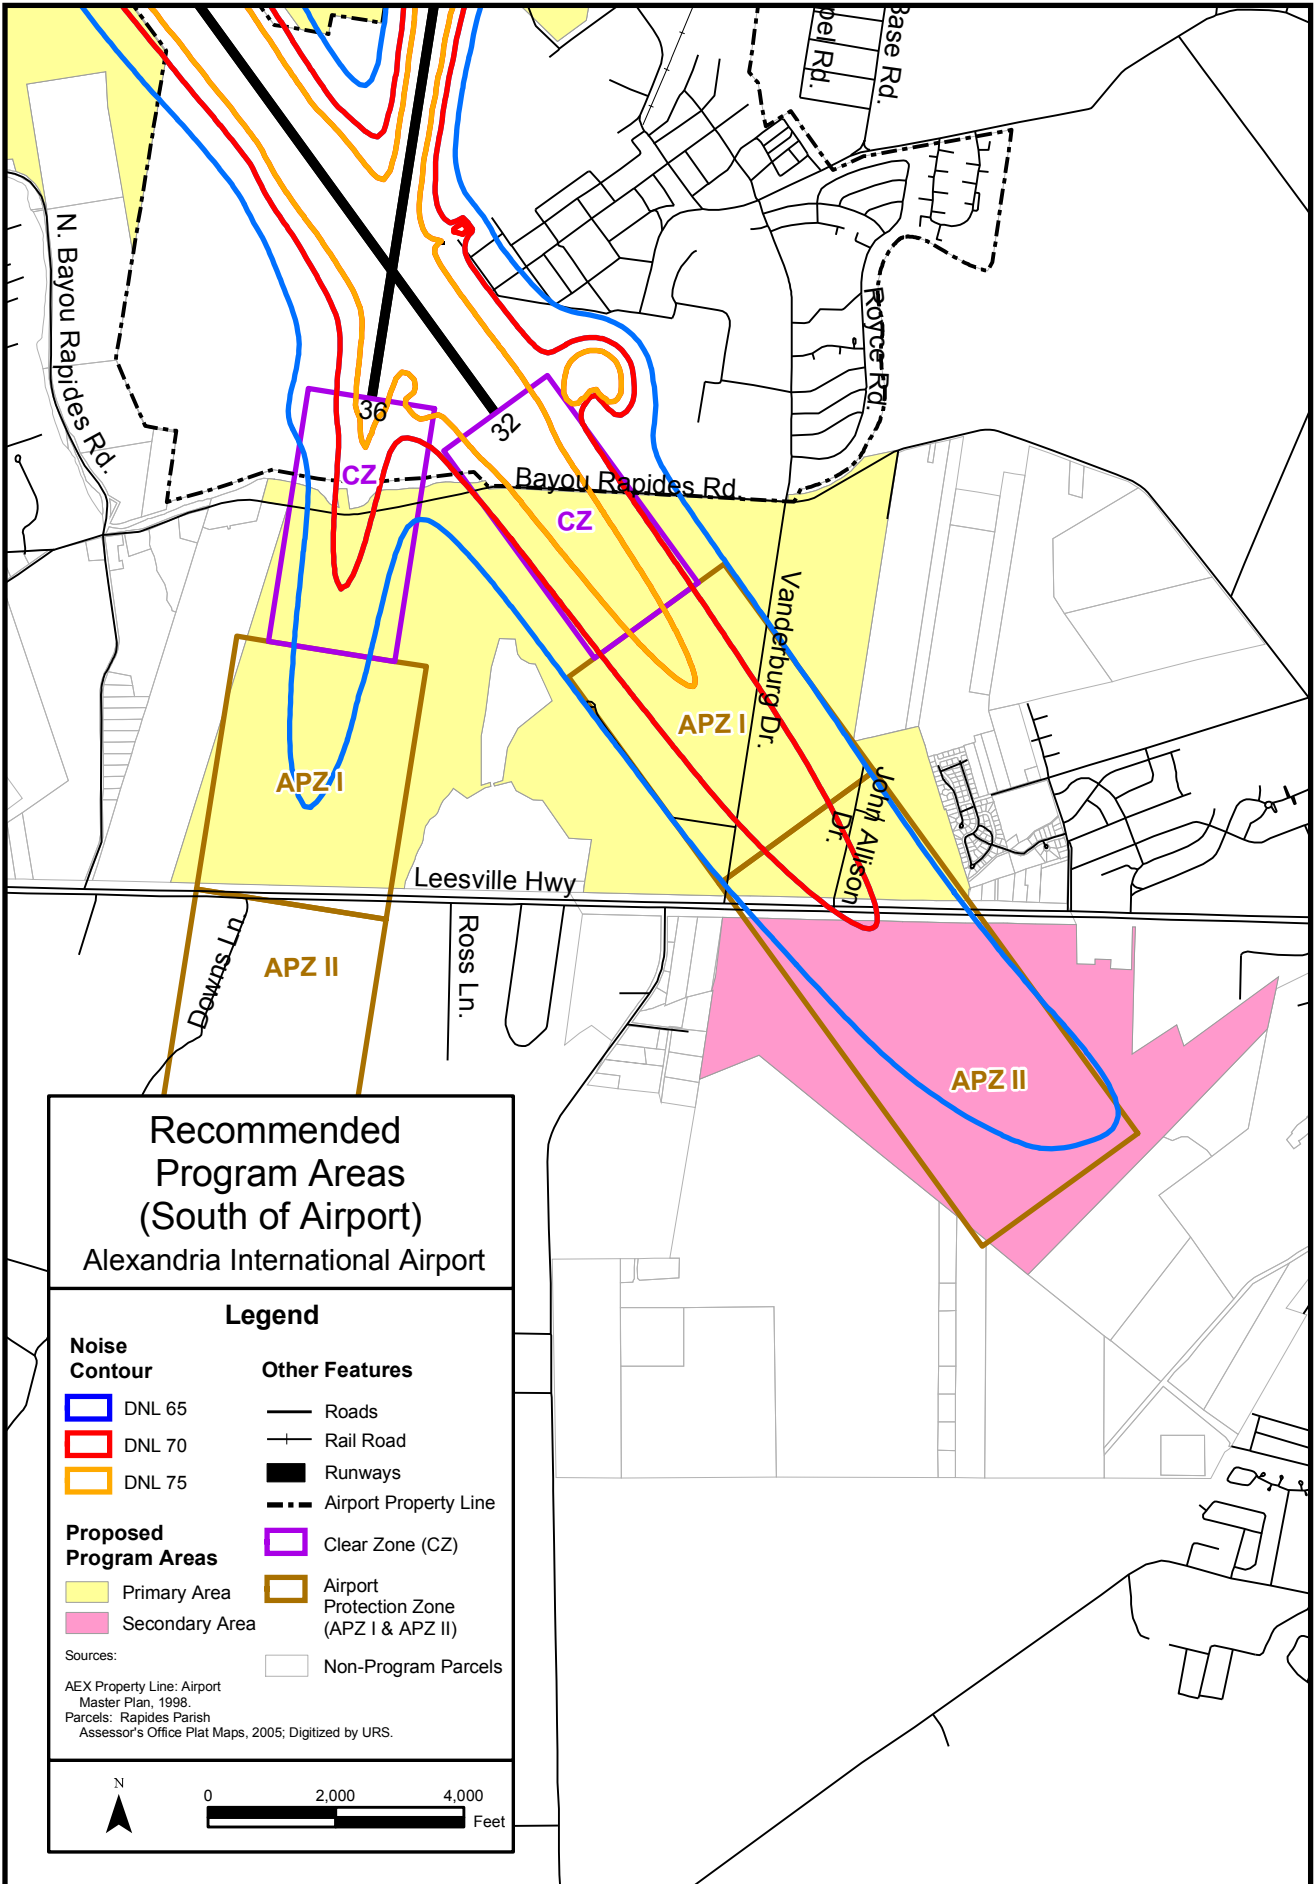 pel Rd.
Base Rd.
N. Bayou Rapides Rd.
Royce Rd.
36
32
CZ
Bayou Rapides Rd.
CZ
Vanderburg Dr.
APZ I
APZ I
John Allison
Dr.
Leesville Hwy
Downs Ln.
APZ II
Ross Ln.
APZ II
Recommended
Program Areas
(South of Airport)
Alexandria International Airport
Legend
Noise
Contour
DNL 65
DNL 70
DNL 75
Proposed
Program Areas
Primary Area
Secondary Area
Other Features
Roads
Rail Road
Runways
Airport Property Line
Clear Zone (CZ)
Airport
Protection Zone
(APZ I & APZ II)
Non-Program Parcels
Sources:
AEX Property Line: Airport
Master Plan, 1998.
Parcels: Rapides Parish
Assessor's Office Plat Maps, 2005; Digitized by URS.
N
0 2,000 4,000
Feet